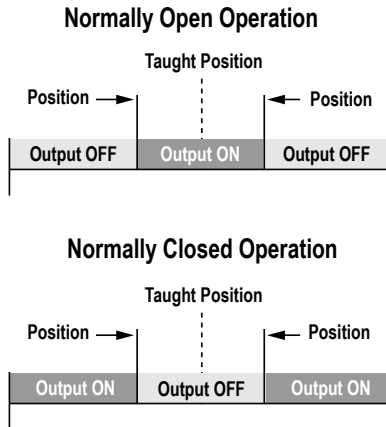 Normally Open Operation
Taught Position
Position Position
Output OFF Output ON Output OFF
Normally Closed Operation
Taught Position
Position Position
Output ON Output OFF Output ON